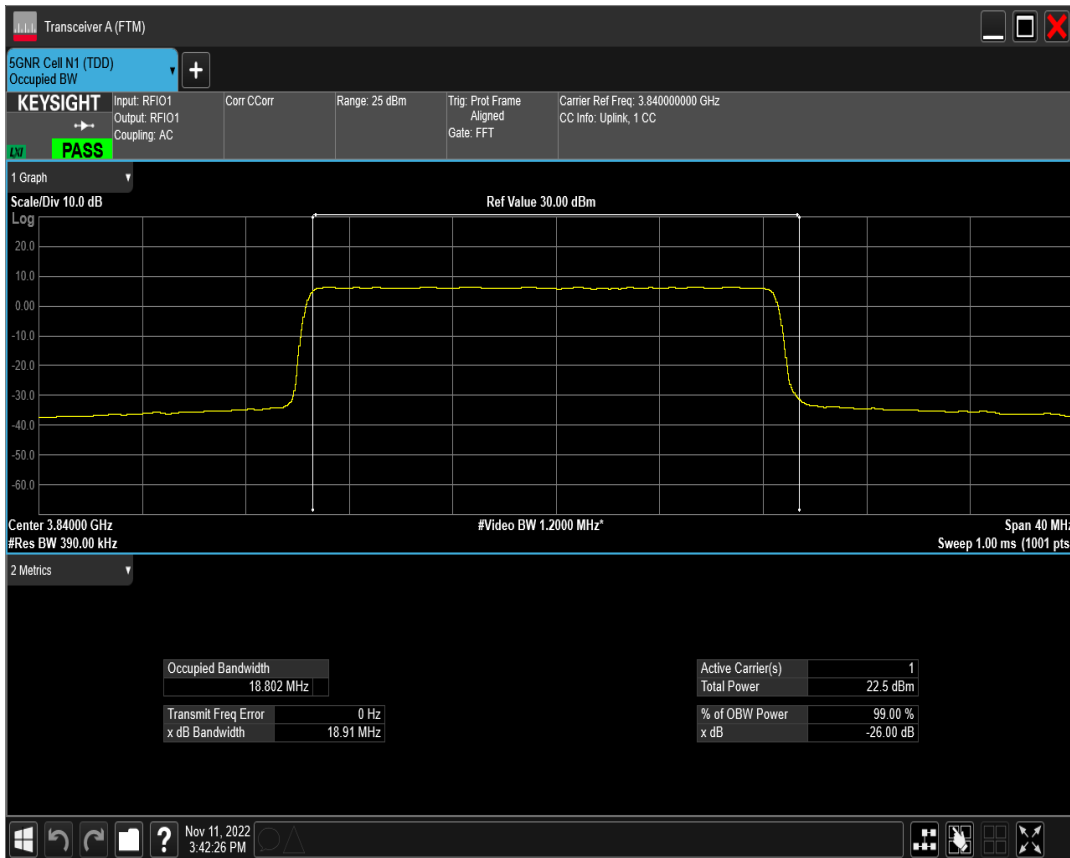 Transceiver A (FTM)
5GNR Cell N1 (TDD)
Occupied BW
+
KEYSIGHT
LXI
PASS
Input: RFIO1
Output: RFIO1
Coupling: AC
Corr CCorr
Range: 25 dBm
Trig: Prot Frame
Aligned
Gate: FFT
Carrier Ref Freq: 3.840000000 GHz
CC Info: Uplink, 1 CC
1 Graph
Scale/Div 10.0 dB
Ref Value 30.00 dBm
Log
20.0
10.0
0.00
-10.0
-20.0
-30.0
-40.0
-50.0
-60.0
Center 3.84000 GHz
#Video BW 1.2000 MHz*
Span 40 MHz
#Res BW 390.00 kHz
Sweep 1.00 ms (1001 pts
2 Metrics
Occupied Bandwidth
18.802 MHz
Transmit Freq Error 0 Hz
x dB Bandwidth 18.91 MHz
Active Carrier(s) 1
Total Power 22.5 dBm
% of OBW Power 99.00 %
x dB -26.00 dB
?
Nov 11, 2022
3:42:26 PM